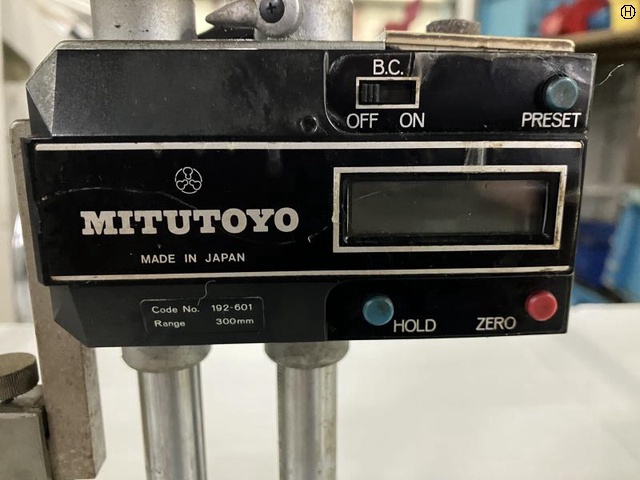 H
B.C.
OFF ON
PRESET
MITUTOYO
MADE IN JAPAN
Code No. 192-601
Range 300mm
HOLD
ZERO